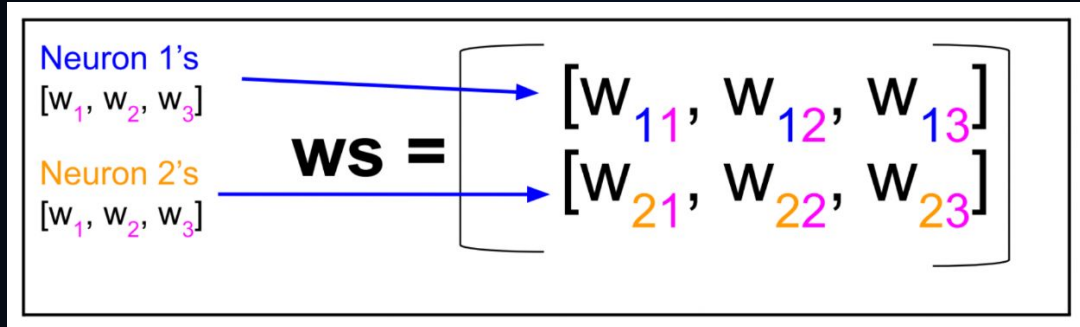 Neuron 1's
[w1, w2, w3]
Neuron 2's
[w1, w2, w3]
ws =
[w11, w12, w13]
[w21, w22, w23]